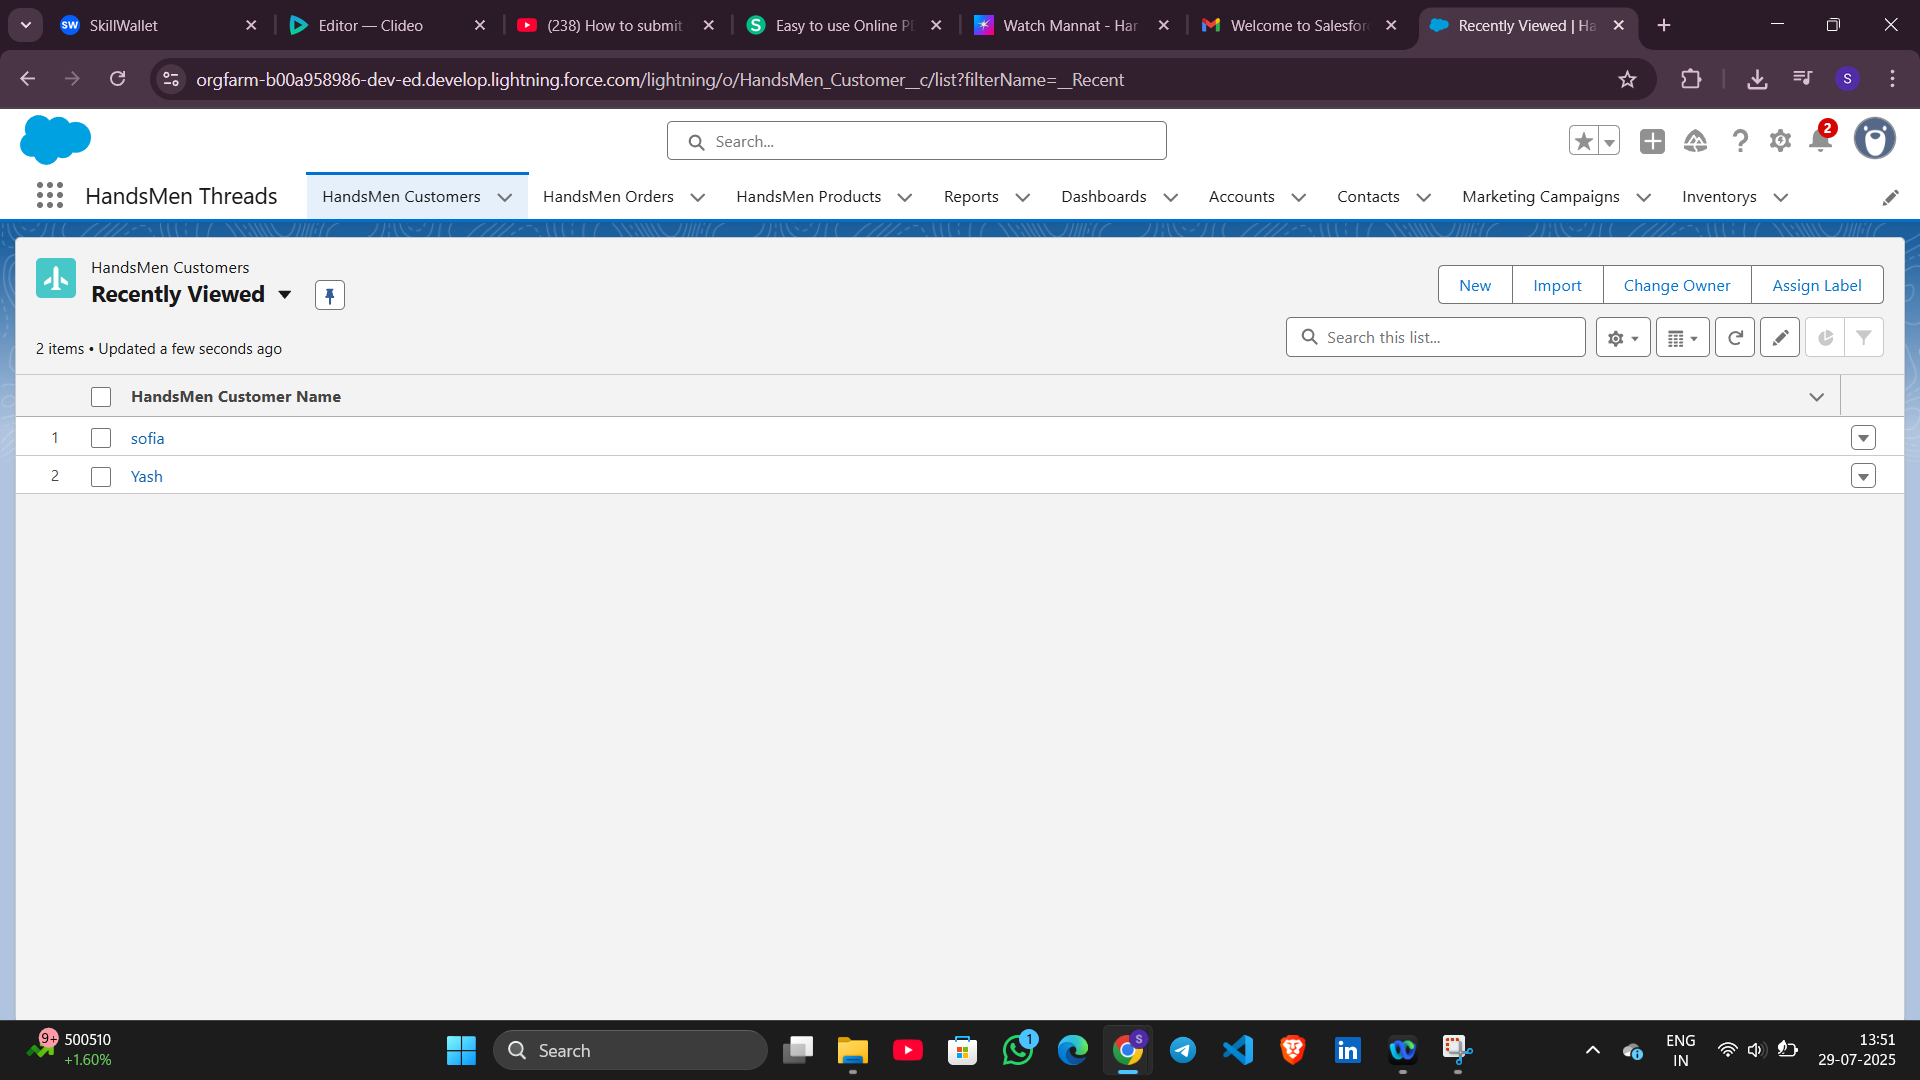 SW SkillWallet
Editor — Clideo
(238) How to submit
S Easy to use Online PD
Watch Mannat - Har
Welcome to Salesfor
Recently Viewed | Ha
orgfarm-b00a958986-dev-ed.develop.lightning.force.com/lightning/o/HandsMen_Customer__c/list?filterName=__Recent
S
Search...
2
HandsMen Threads
HandsMen Customers
HandsMen Orders
HandsMen Products
Reports
Dashboards
Accounts
Contacts
Marketing Campaigns
Inventorys
HandsMen Customers
Recently Viewed
New
Import
Change Owner
Assign Label
2 items • Updated a few seconds ago
Search this list...
HandsMen Customer Name
1 sofia
2 Yash
9+
500510
+1.60%
Search
1
S
in
ENG
IN
13:51
29-07-2025